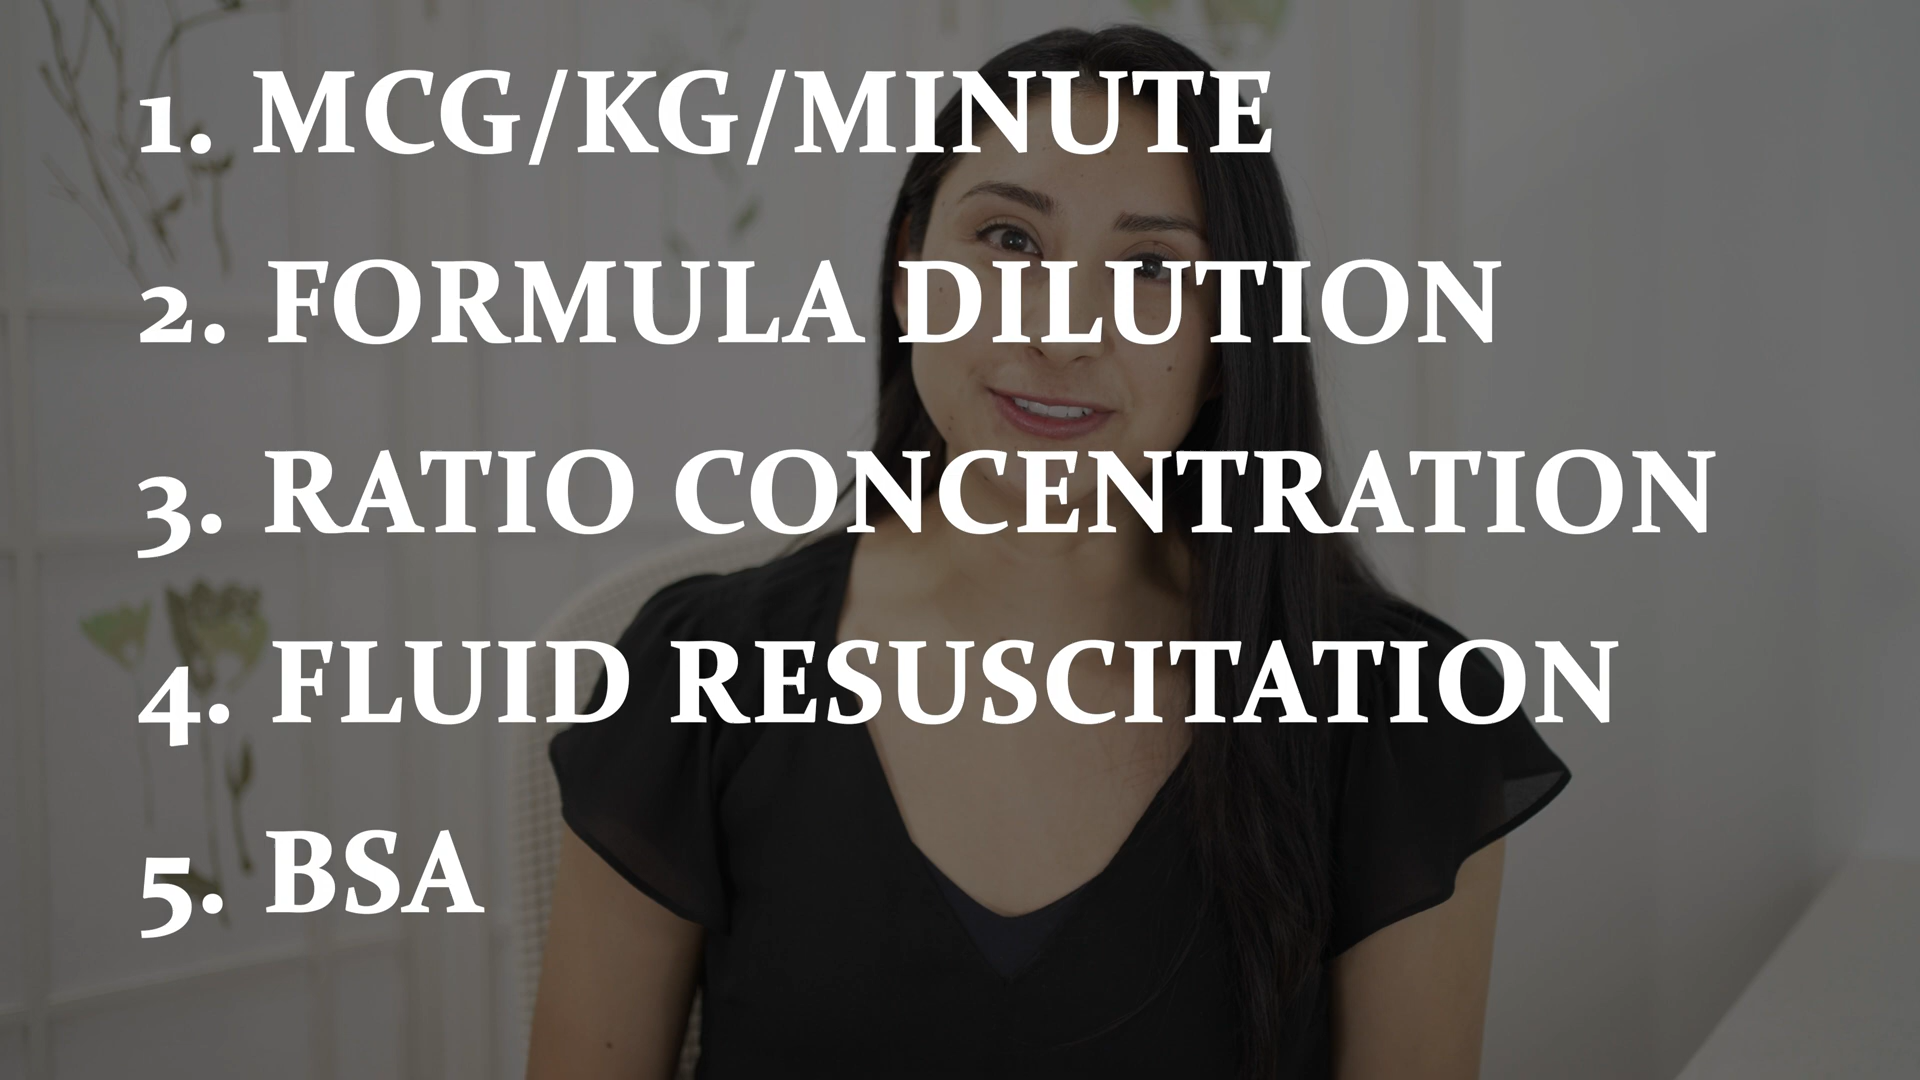 1. MCG/KG/MINUTE
2. FORMULA DILUTION
3. RATIO CONCENTRATION
4. FLUID RESUSCITATION
5. BSA